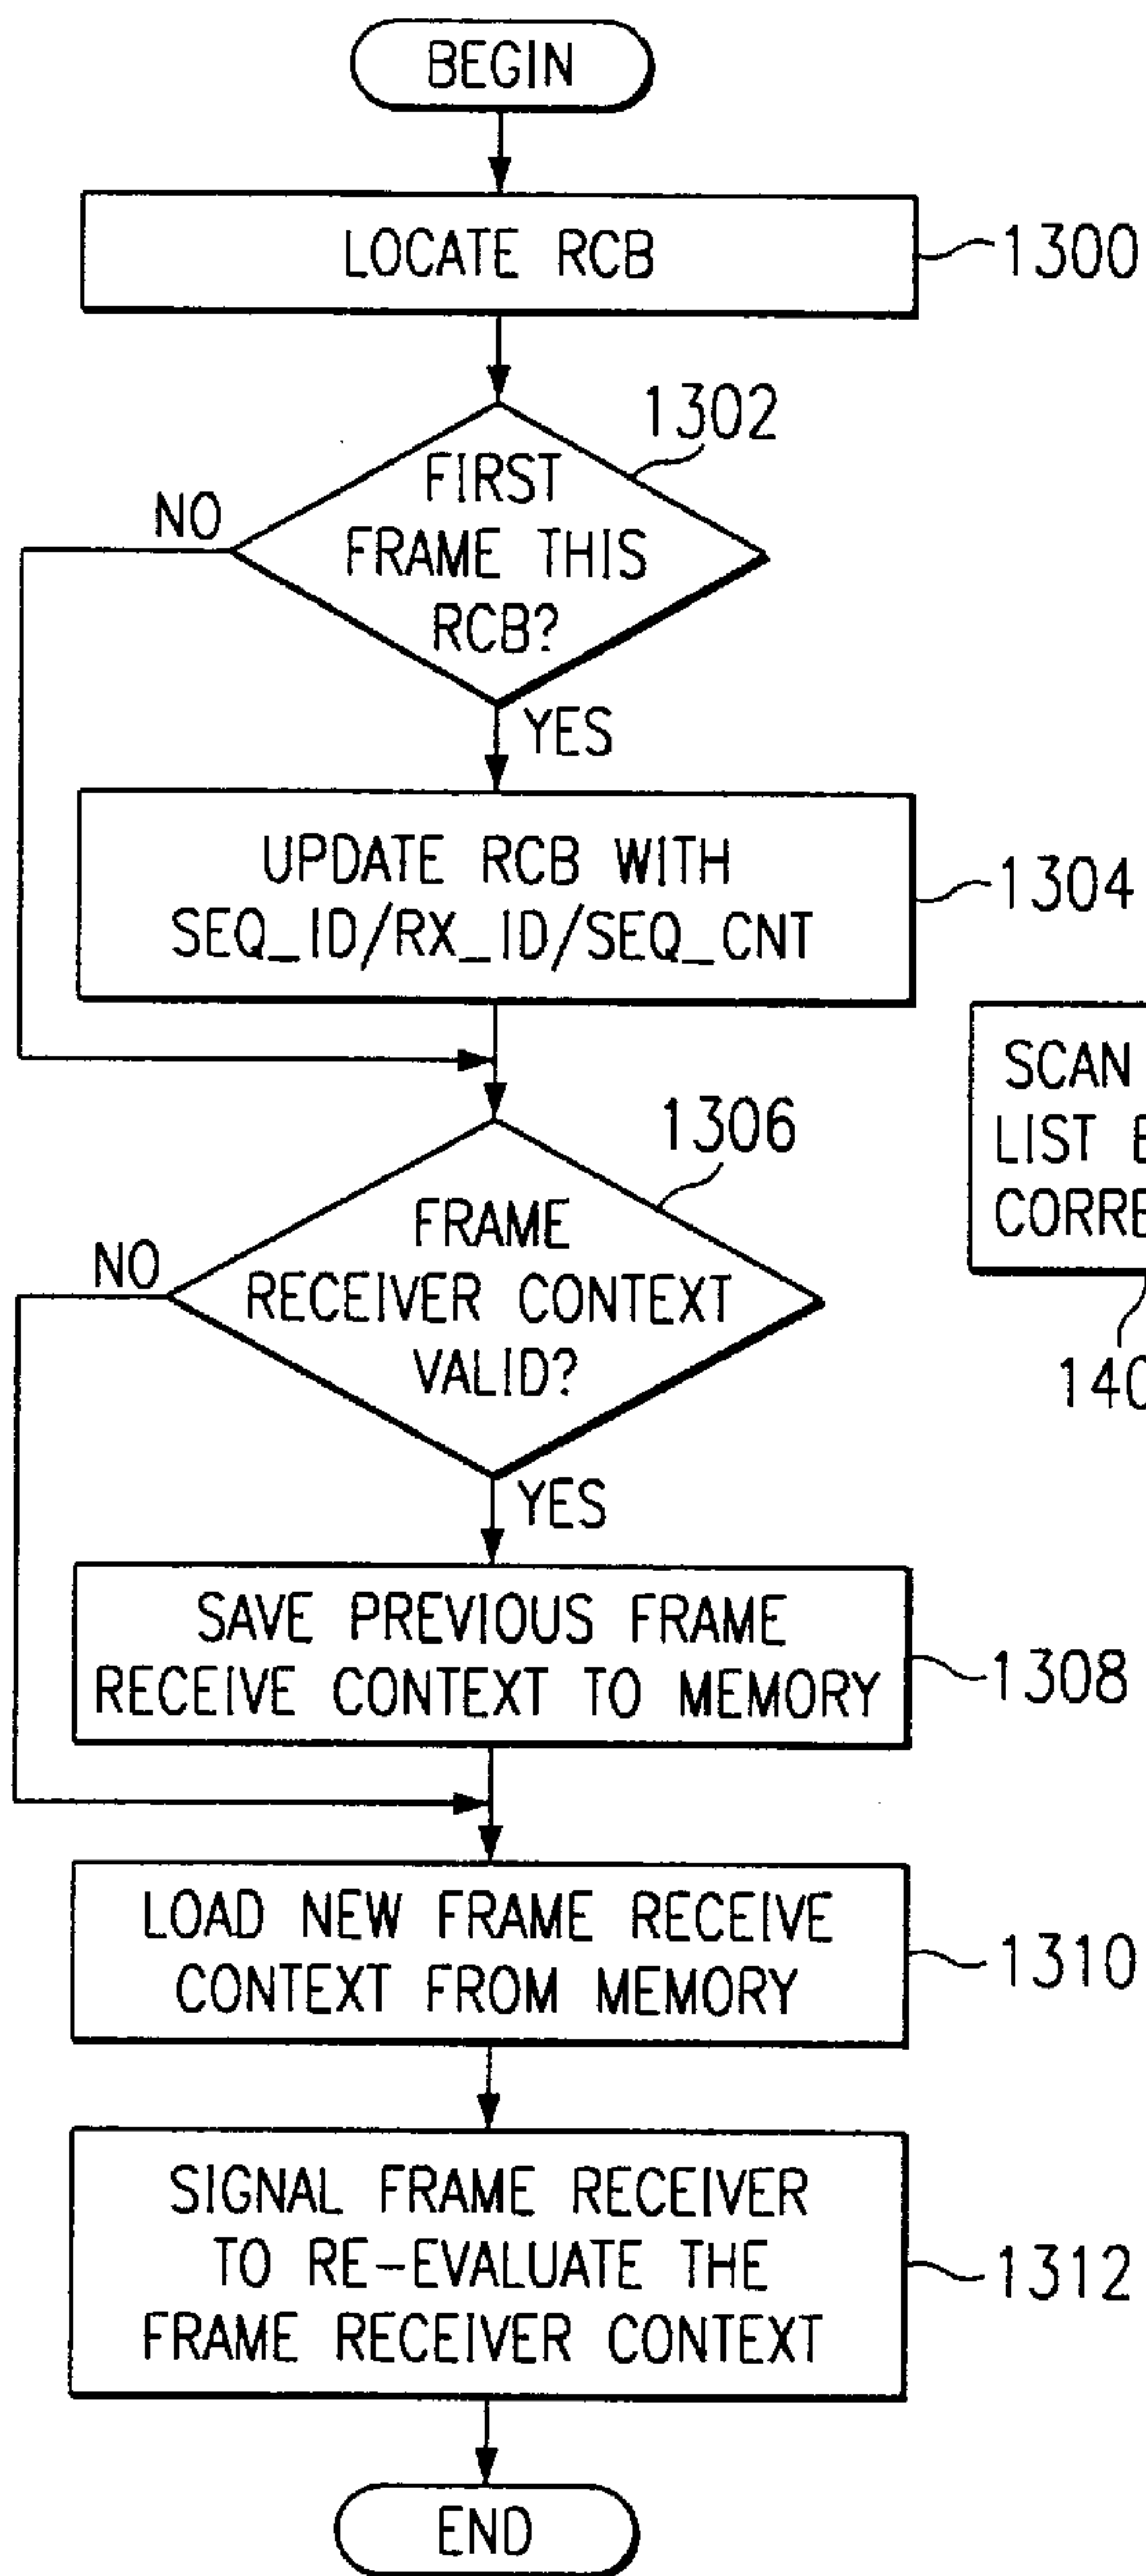 BEGIN
LOCATE RCB
1300
1302
FIRST
FRAME THIS
RCB?
NO
YES
UPDATE RCB WITH
SEQ_ID/RX_ID/SEQ_CNT
1304
1306
FRAME
RECEIVER CONTEXT
VALID?
NO
YES
SAVE PREVIOUS FRAME
RECEIVE CONTEXT TO MEMORY
1308
LOAD NEW FRAME RECEIVE
CONTEXT FROM MEMORY
1310
SIGNAL FRAME RECEIVER
TO RE-EVALUATE THE
FRAME RECEIVER CONTEXT
1312
END
SCAN
LIST